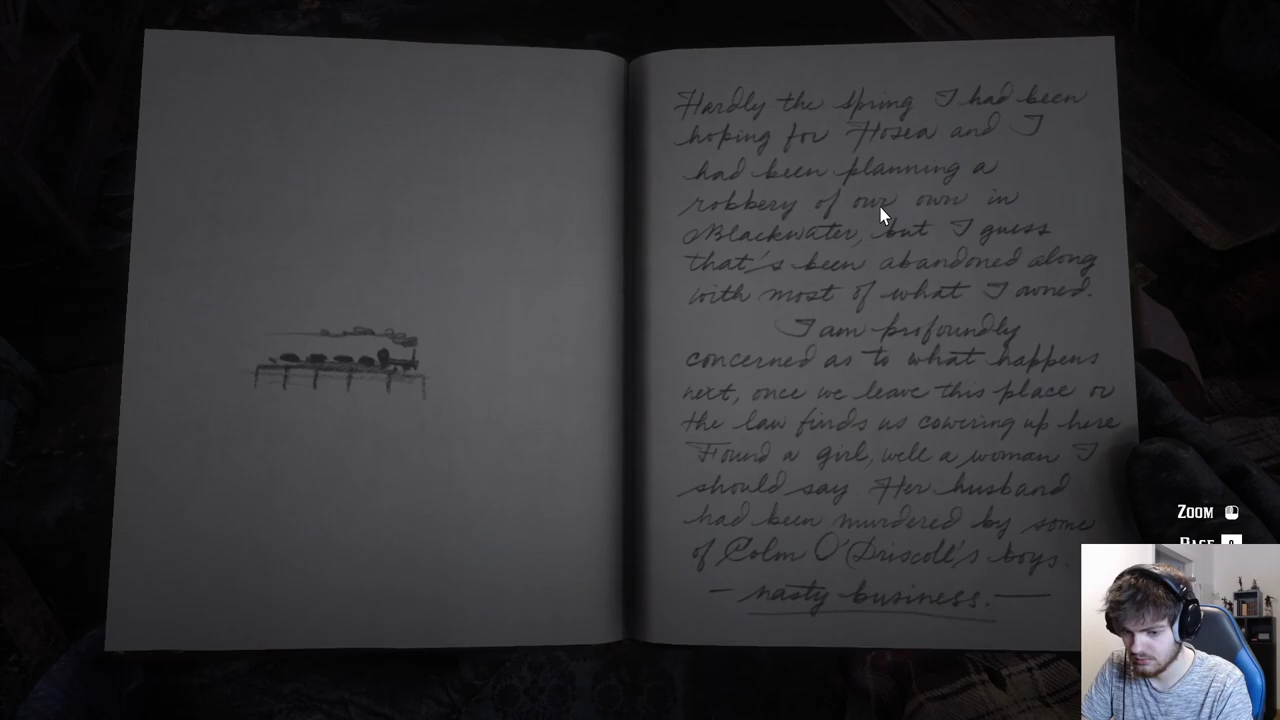 Hardly the spring I had been
hoping for Hosea and I
had been planning a
robbery of our own in
Blackwater, but I guess
that's been abandoned along
with most of what I owned.
I am profoundly
concerned as to what happens
next, once we leave this place or
the law finds us cowering up here
Found a girl, well a woman I
should say Her husband
had been murdered by some
of Colm O'Driscoll's boys.
— nasty business. —
ZOOM